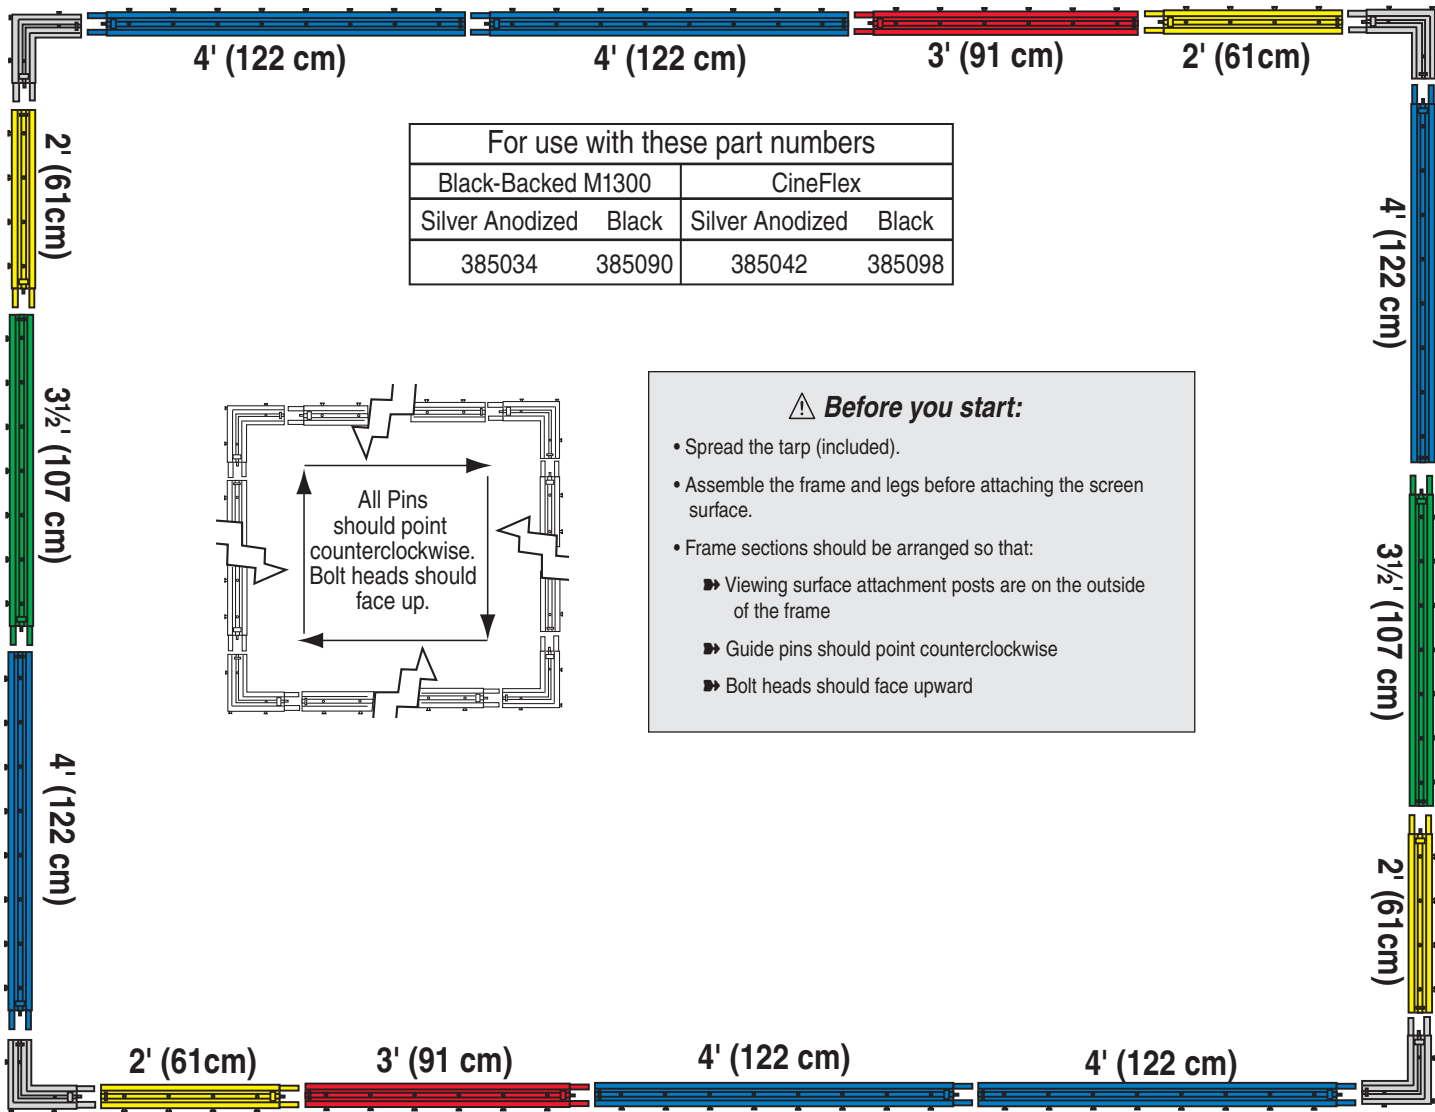 4' (122 cm)
4' (122 cm)
3' (91 cm)
2' (61cm)
2' (61cm)
3½' (107 cm)
4' (122 cm)
For use with these part numbers
Black-Backed M1300 CineFlex
Silver Anodized Black Silver Anodized Black
385034 385090 385042 385098
4' (122 cm)
3½' (107 cm)
2' (61cm)
All Pins
should point
counterclockwise.
Bolt heads should
face up.
⚠ Before you start:
• Spread the tarp (included).
• Assemble the frame and legs before attaching the screen
surface.
• Frame sections should be arranged so that:
➽ Viewing surface attachment posts are on the outside
of the frame
➽ Guide pins should point counterclockwise
➽ Bolt heads should face upward
2' (61cm)
3' (91 cm)
4' (122 cm)
4' (122 cm)